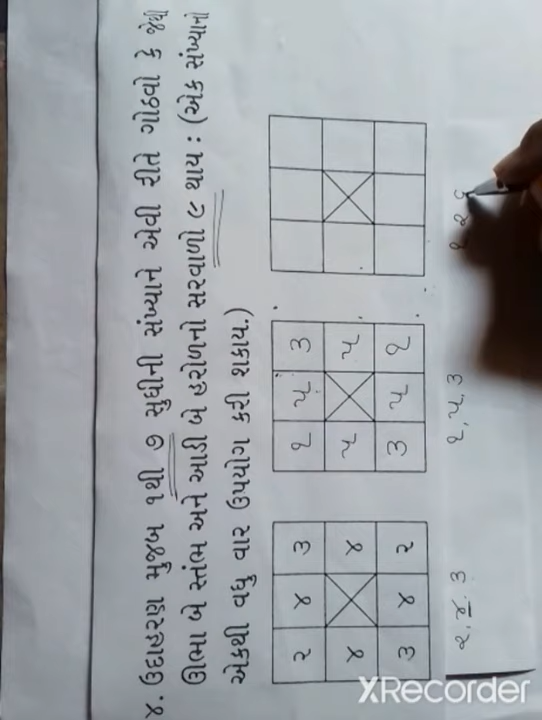 ૪. ઉદાહરણ મુજબ ૧થી ૭ સુધીની સંખ્યાને એવી રીતે ગોઠવો કે જેથી
ઊભા બે સ્તંભ અને આડી બે હરોળનો સરવાળો ૯ થાય : (એક સંખ્યાનો
એકથી વધુ વાર ઉપયોગ કરી શકાય.)
૨ ૪ ૩ ૧ ૫ ૩
૪ ૪ ૫ ૫
૩ ૪ ૨ ૩ ૫ ૧
૨,૪,૩ ૧,૫,૩
XRecorder